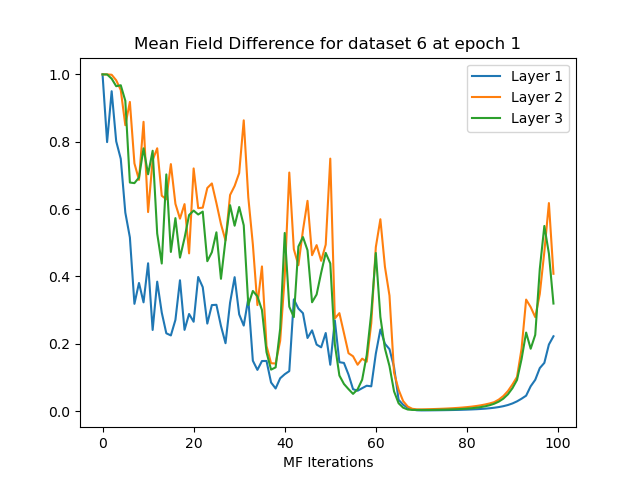 Mean Field Difference for dataset 6 at epoch 1
Layer 1
Layer 2
Layer 3
1.0
0.8
0.6
0.4
0.2
0.0
0 20 40 60 80 100
MF Iterations